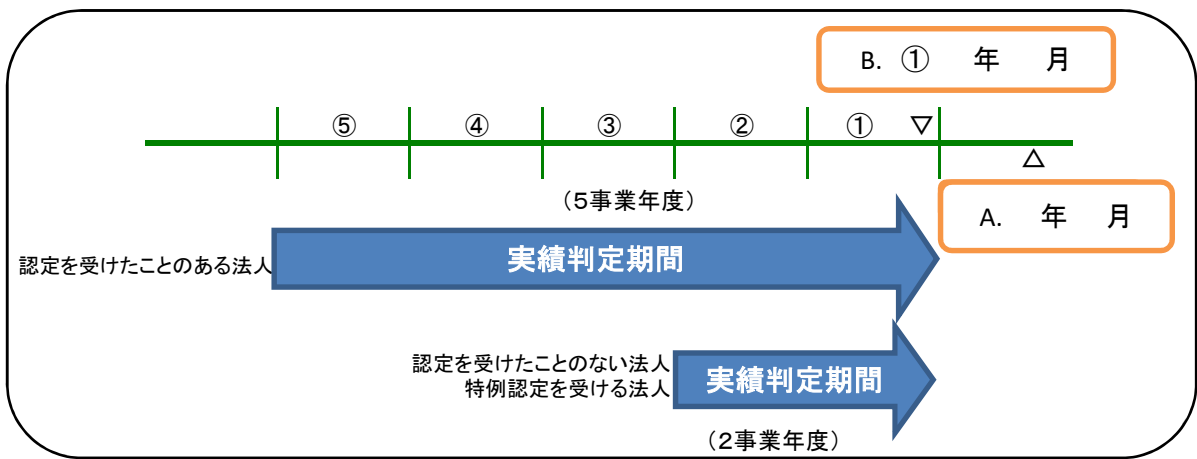 B. ① 年 月
⑤ ④ ③ ② ① ▽
△
(5事業年度)
A. 年 月
認定を受けたことのある法人
実績判定期間
認定を受けたことのない法人
特例認定を受ける法人
実績判定期間
(2事業年度)